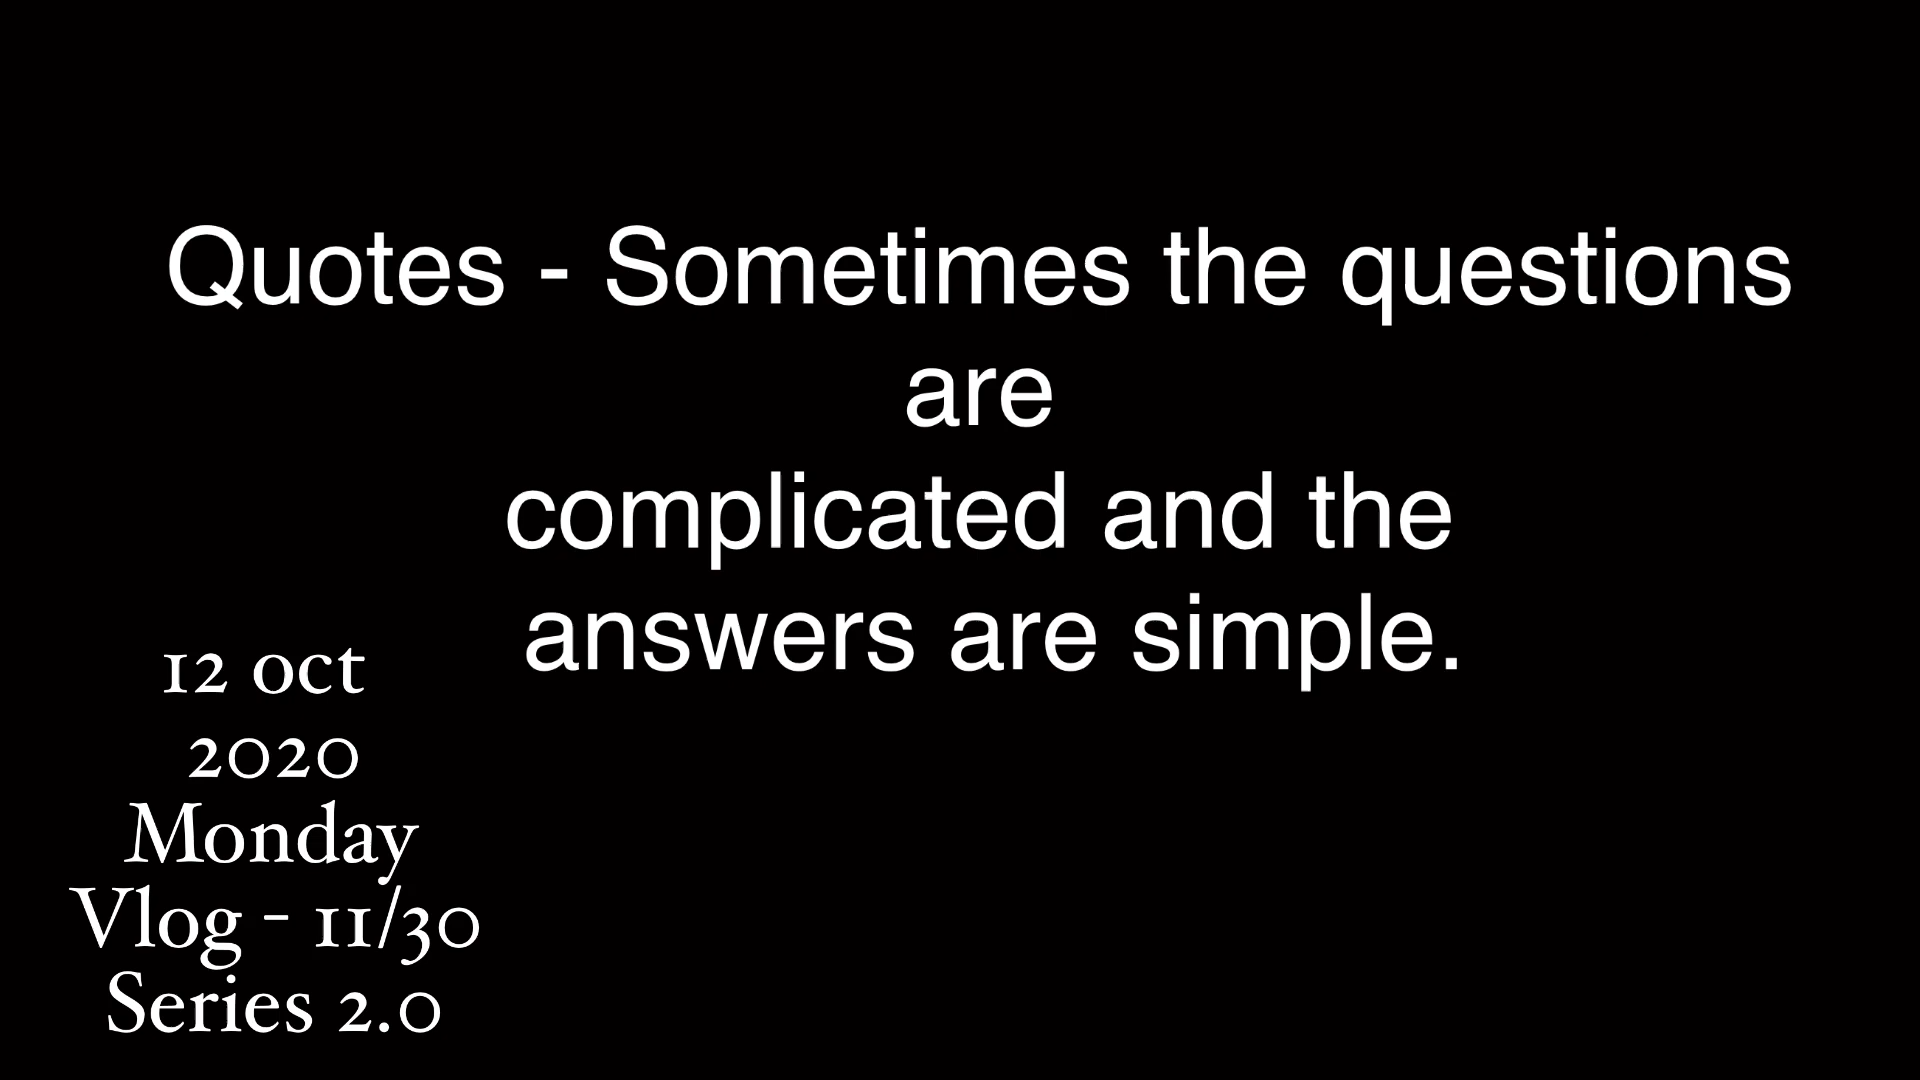 Quotes - Sometimes the questions
are
complicated and the
answers are simple.
12 oct
2020
Monday
Vlog - 11/30
Series 2.0